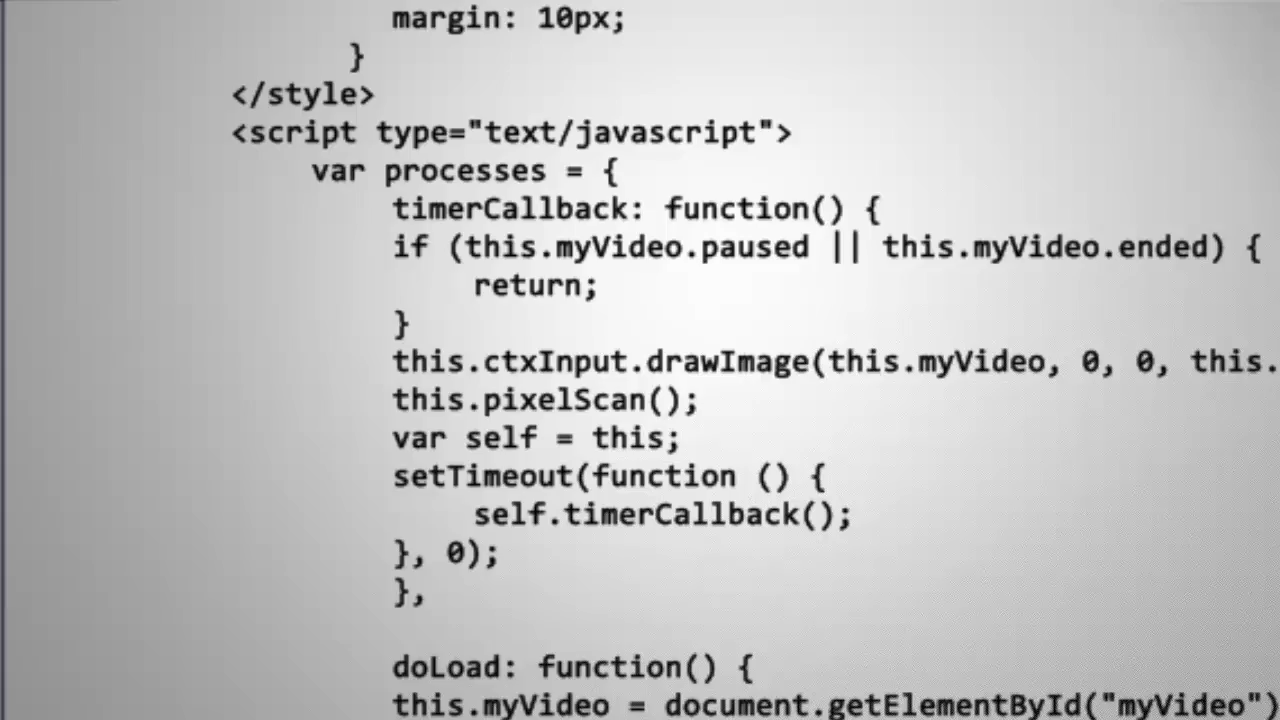 margin: 10px;
}
</style>
<script type="text/javascript">
var processes = {
timerCallback: function() {
if (this.myVideo.paused || this.myVideo.ended) {
return;
}
this.ctxInput.drawImage(this.myVideo, 0, 0, this.
this.pixelScan();
var self = this;
setTimeout(function () {
self.timerCallback();
}, 0);
},
doLoad: function() {
this.myVideo = document.getElementById("myVideo")